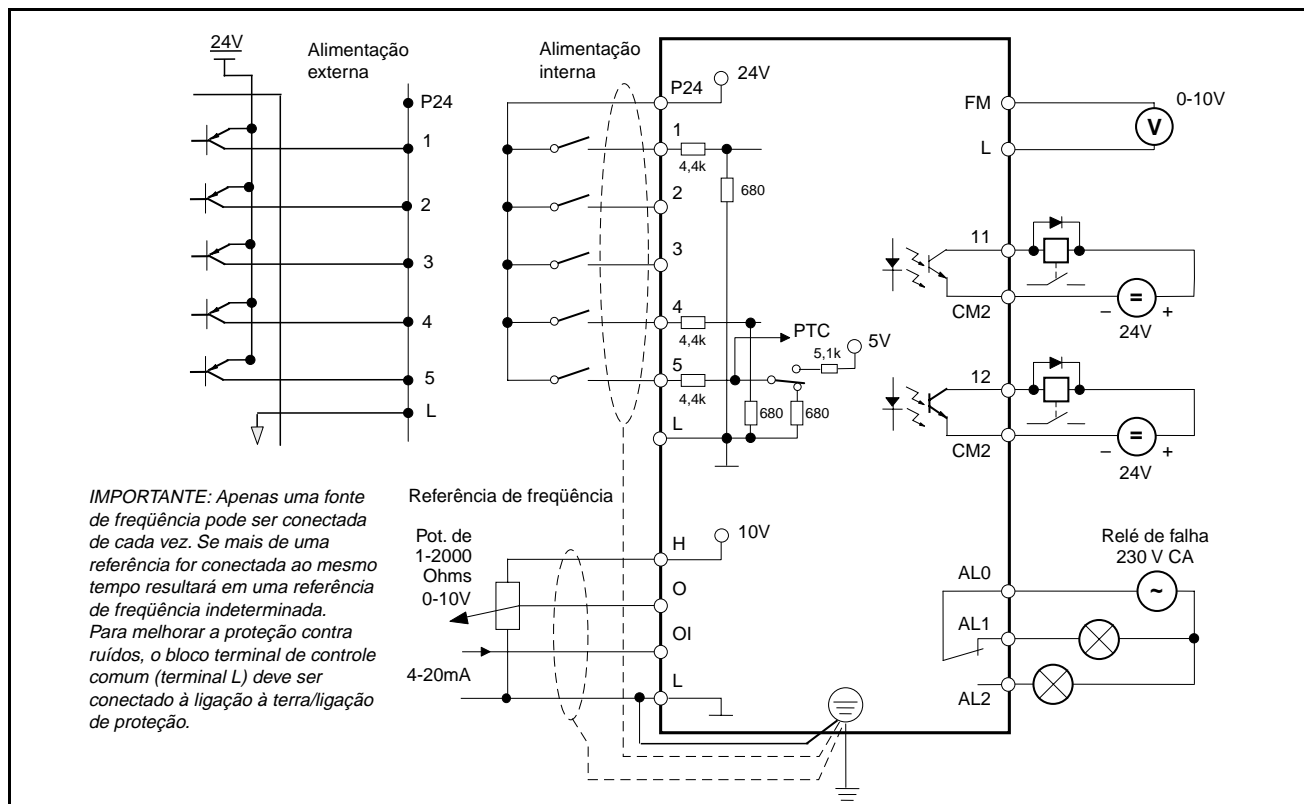 24V
Alimentação
externa
P24
1
2
3
4
5
L
Alimentação
interna
P24
24V
1
4,4k
680
2
3
4
4,4k
PTC
5,1k
5V
5
4,4k
680
680
L
FM
0-10V
V
L
11
CM2
=
– +
24V
12
CM2
=
– +
24V
IMPORTANTE: Apenas uma fonte
de freqüência pode ser conectada
de cada vez. Se mais de uma
referência for conectada ao mesmo
tempo resultará em uma referência
de freqüência indeterminada.
Para melhorar a proteção contra
ruídos, o bloco terminal de controle
comum (terminal L) deve ser
conectado à ligação à terra/ligação
de proteção.
Referência de freqüência
Pot. de
1-2000
Ohms
0-10V
4-20mA
H
10V
O
OI
L
Relé de falha
230 V CA
AL0
~
AL1
AL2